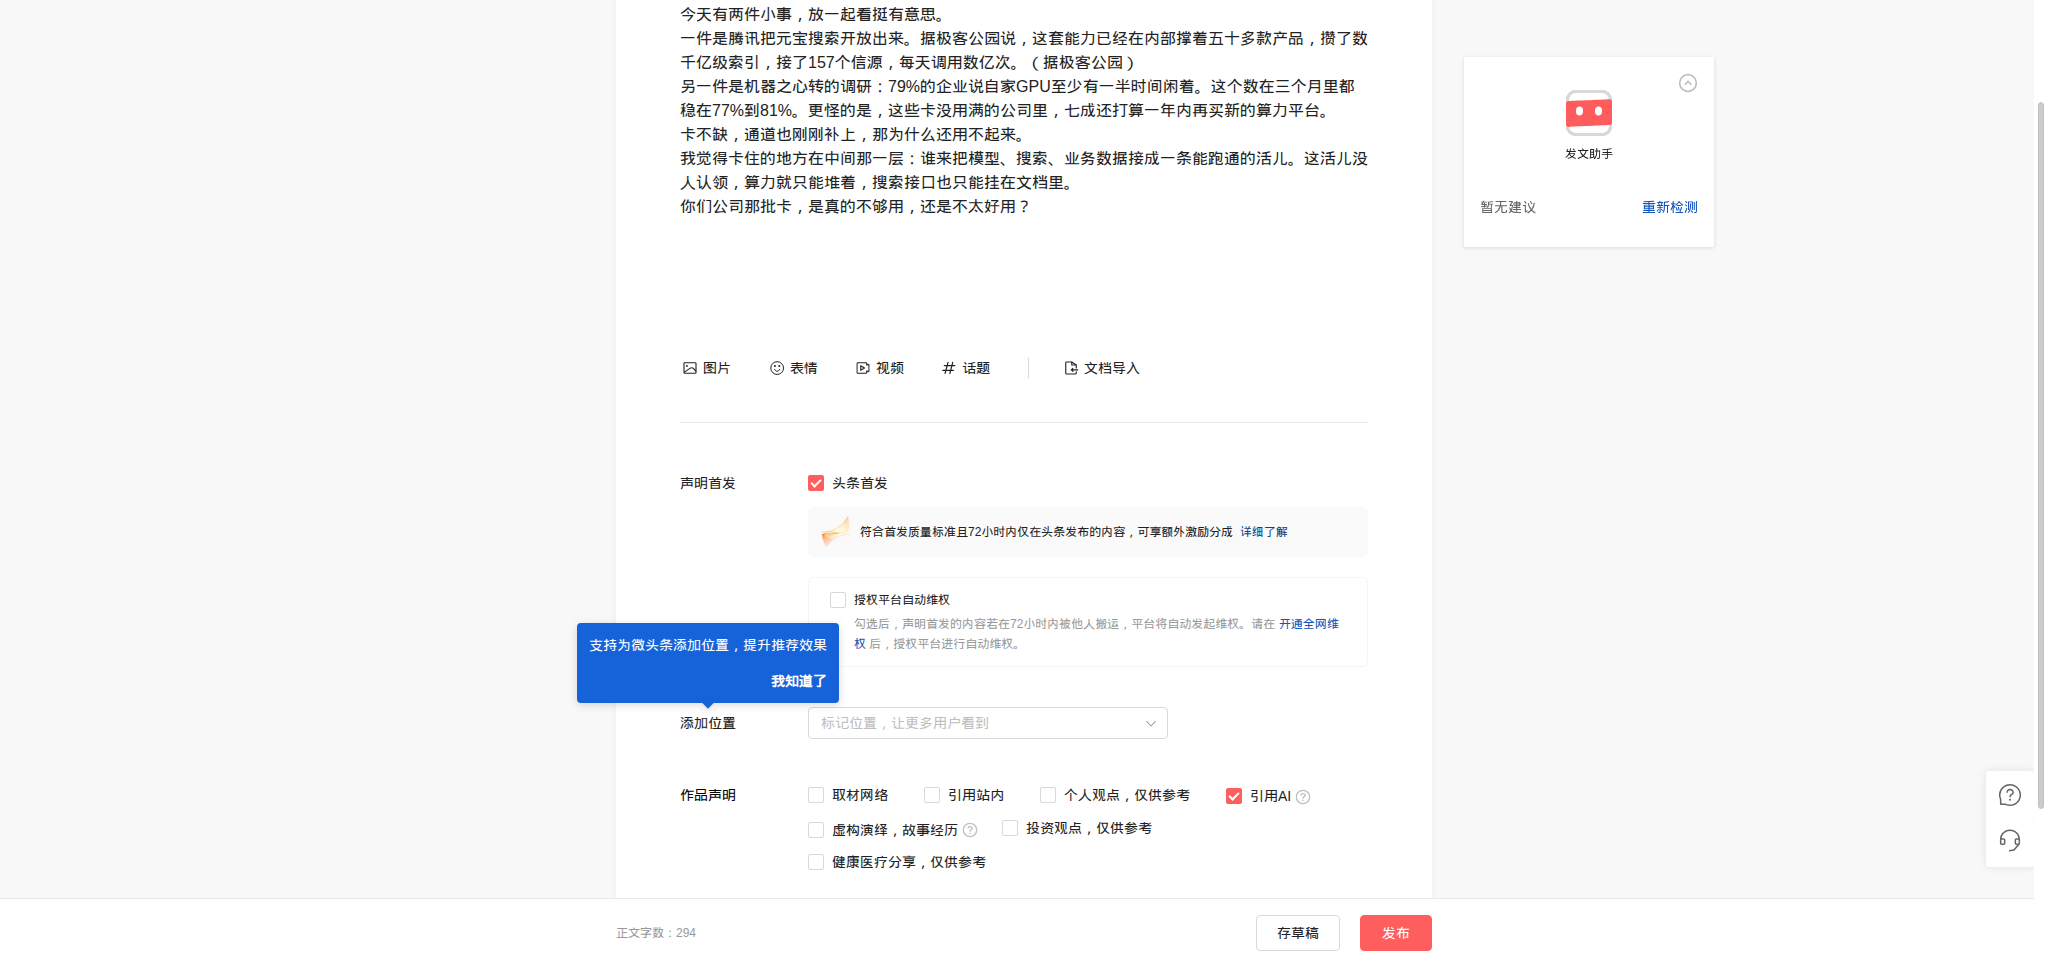 今天有两件小事，放一起看挺有意思。
一件是腾讯把元宝搜索开放出来。据极客公园说，这套能力已经在内部撑着五十多款产品，攒了数
千亿级索引，接了157个信源，每天调用数亿次。（据极客公园）
另一件是机器之心转的调研：79%的企业说自家GPU至少有一半时间闲着。这个数在三个月里都
稳在77%到81%。更怪的是，这些卡没用满的公司里，七成还打算一年内再买新的算力平台。
卡不缺，通道也刚刚补上，那为什么还用不起来。
我觉得卡住的地方在中间那一层：谁来把模型、搜索、业务数据接成一条能跑通的活儿。这活儿没
人认领，算力就只能堆着，搜索接口也只能挂在文档里。
你们公司那批卡，是真的不够用，还是不太好用？
发文助手
暂无建议 重新检测
图片 表情 视频 话题 文档导入
声明首发 头条首发
符合首发质量标准且72小时内仅在头条发布的内容，可享额外激励分成 详细了解
授权平台自动维权
勾选后，声明首发的内容若在72小时内被他人搬运，平台将自动发起维权。请在 开通全网维
权 后，授权平台进行自动维权。
支持为微头条添加位置，提升推荐效果
我知道了
添加位置 标记位置，让更多用户看到
作品声明 取材网络 引用站内 个人观点，仅供参考 引用AI
虚构演绎，故事经历 投资观点，仅供参考
健康医疗分享，仅供参考
正文字数：294 存草稿 发布